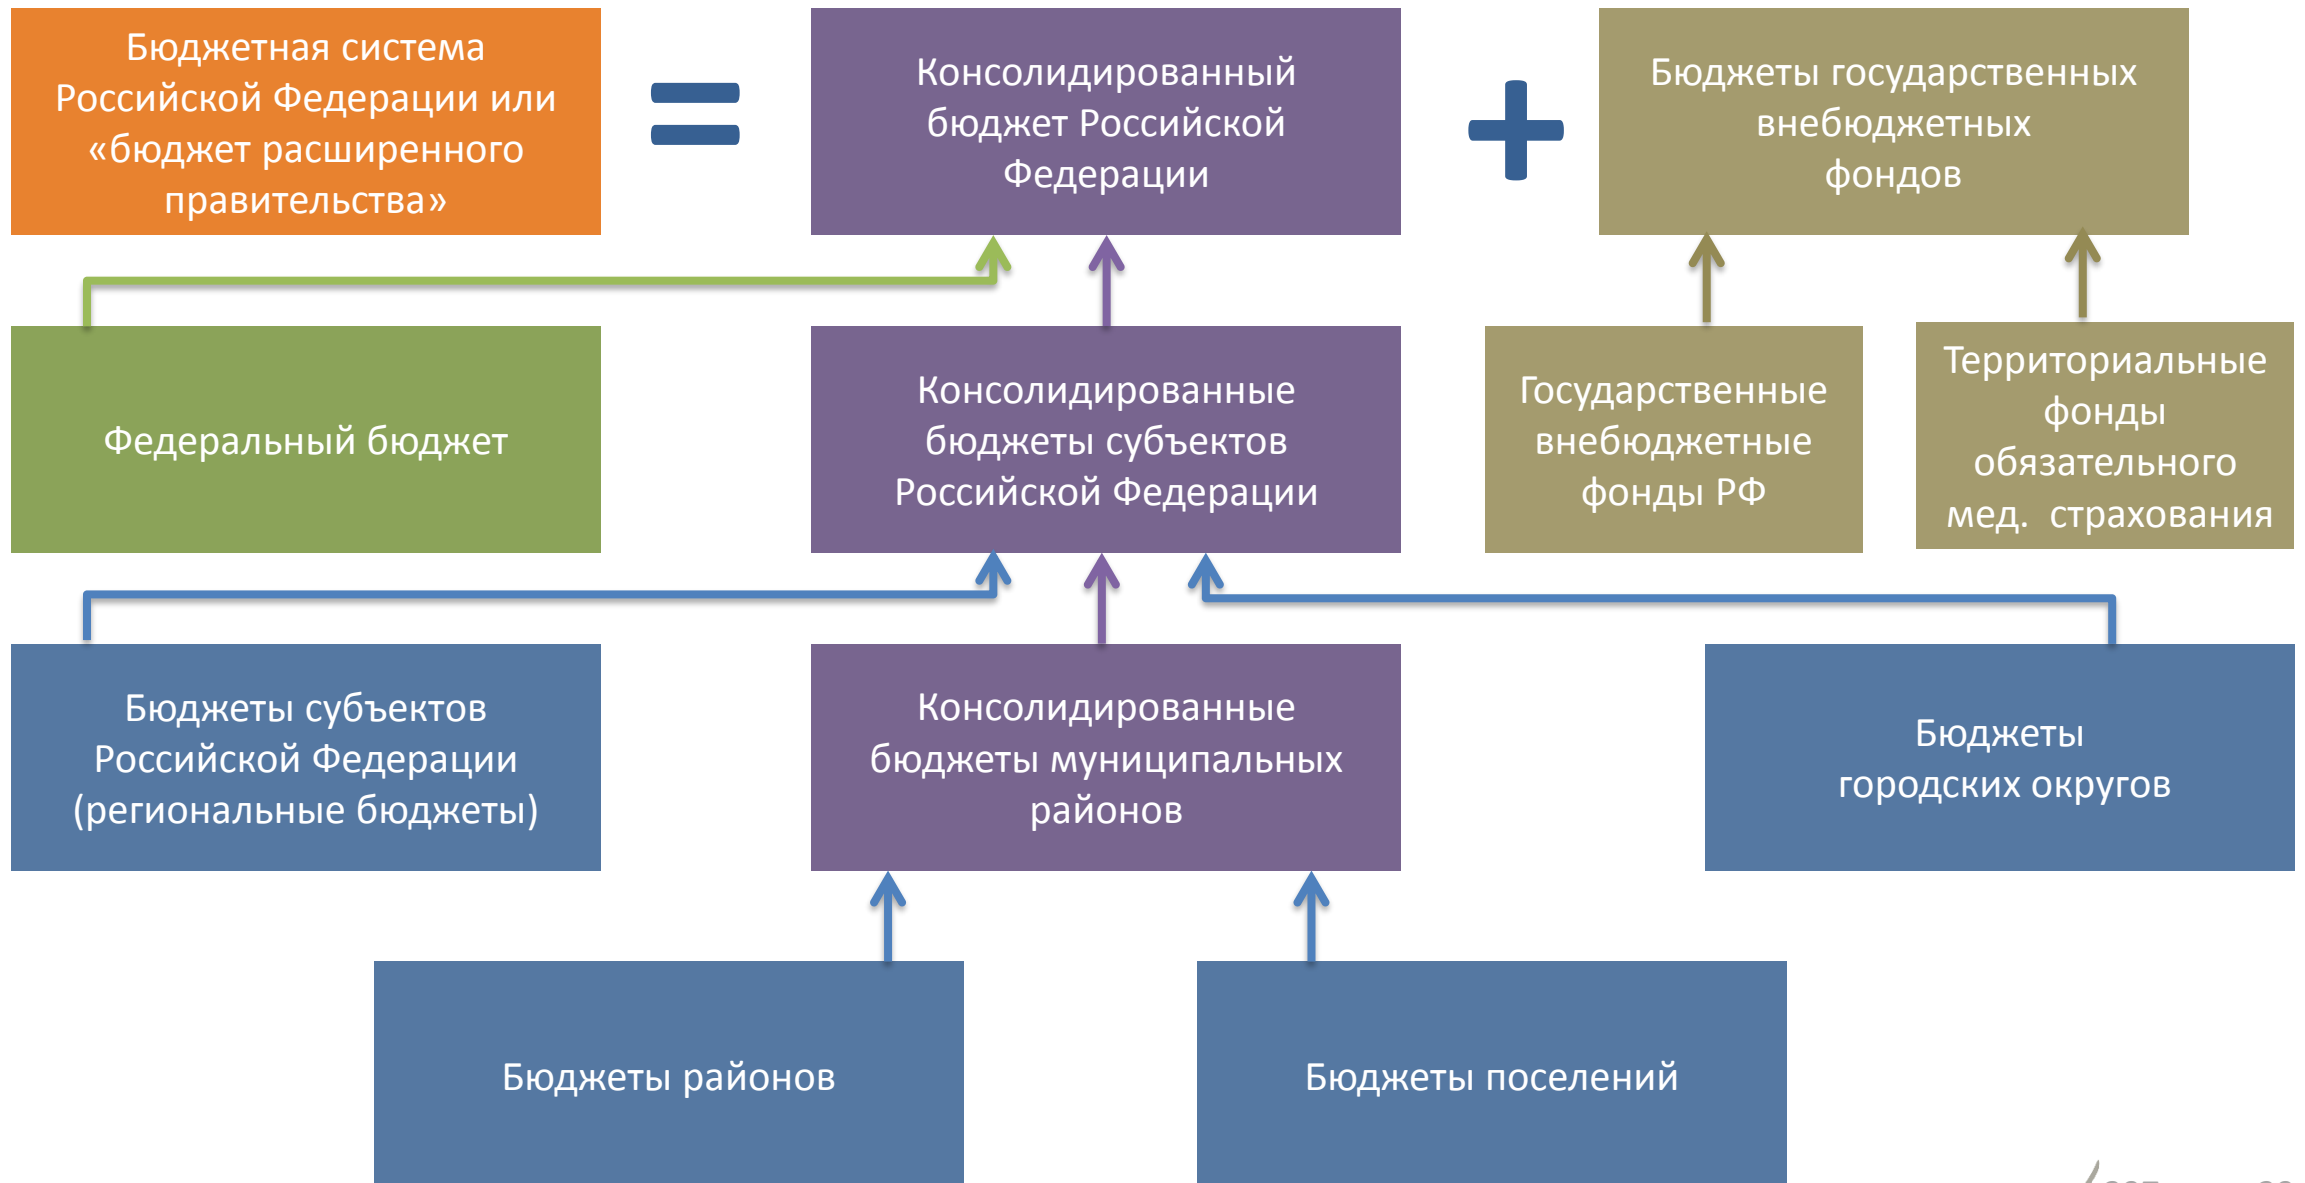 Бюджетная система
Российской Федерации или
«бюджет расширенного
правительства»
=
Консолидированный
бюджет Российской
Федерации
+
Бюджеты государственных
внебюджетных
фондов
Федеральный бюджет
Консолидированные
бюджеты субъектов
Российской Федерации
Государственные
внебюджетные
фонды РФ
Территориальные
фонды
обязательного
мед. страхования
Бюджеты субъектов
Российской Федерации
(региональные бюджеты)
Консолидированные
бюджеты муниципальных
районов
Бюджеты
городских округов
Бюджеты районов
Бюджеты поселений